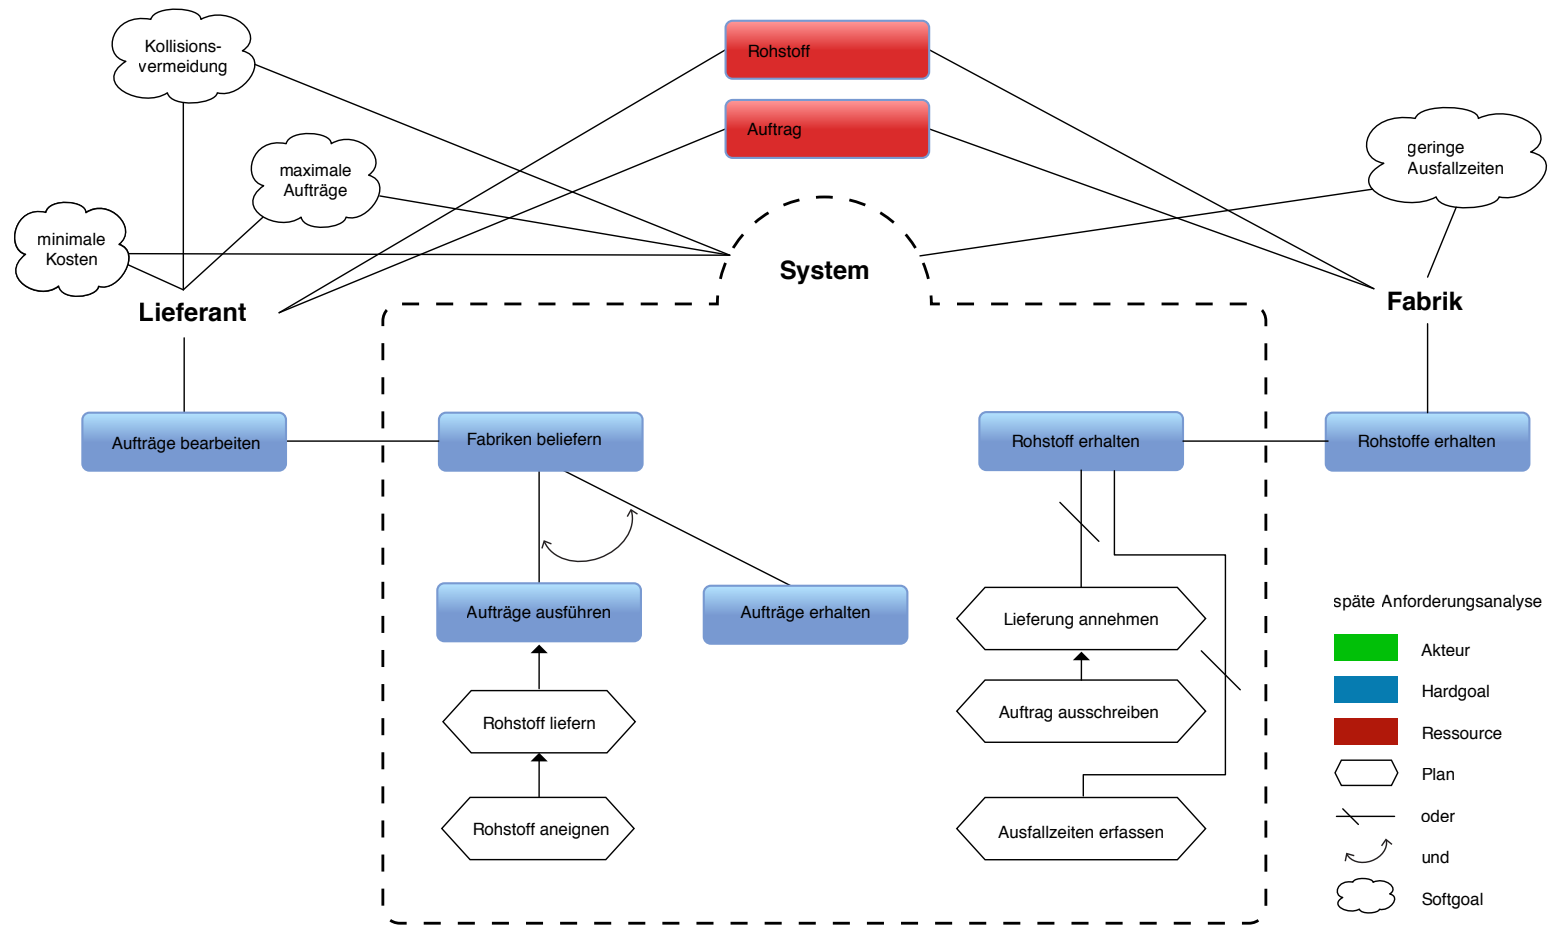 Kollisions-
vermeidung
Rohstoff
Auftrag
maximale
Aufträge
geringe
Ausfallzeiten
minimale
Kosten
System
Lieferant
Fabrik
Aufträge bearbeiten
Fabriken beliefern
Rohstoff erhalten
Rohstoffe erhalten
Aufträge ausführen
Aufträge erhalten
Lieferung annehmen
Rohstoff liefern
Auftrag ausschreiben
Rohstoff aneignen
Ausfallzeiten erfassen
späte Anforderungsanalyse
Akteur
Hardgoal
Ressource
Plan
oder
und
Softgoal